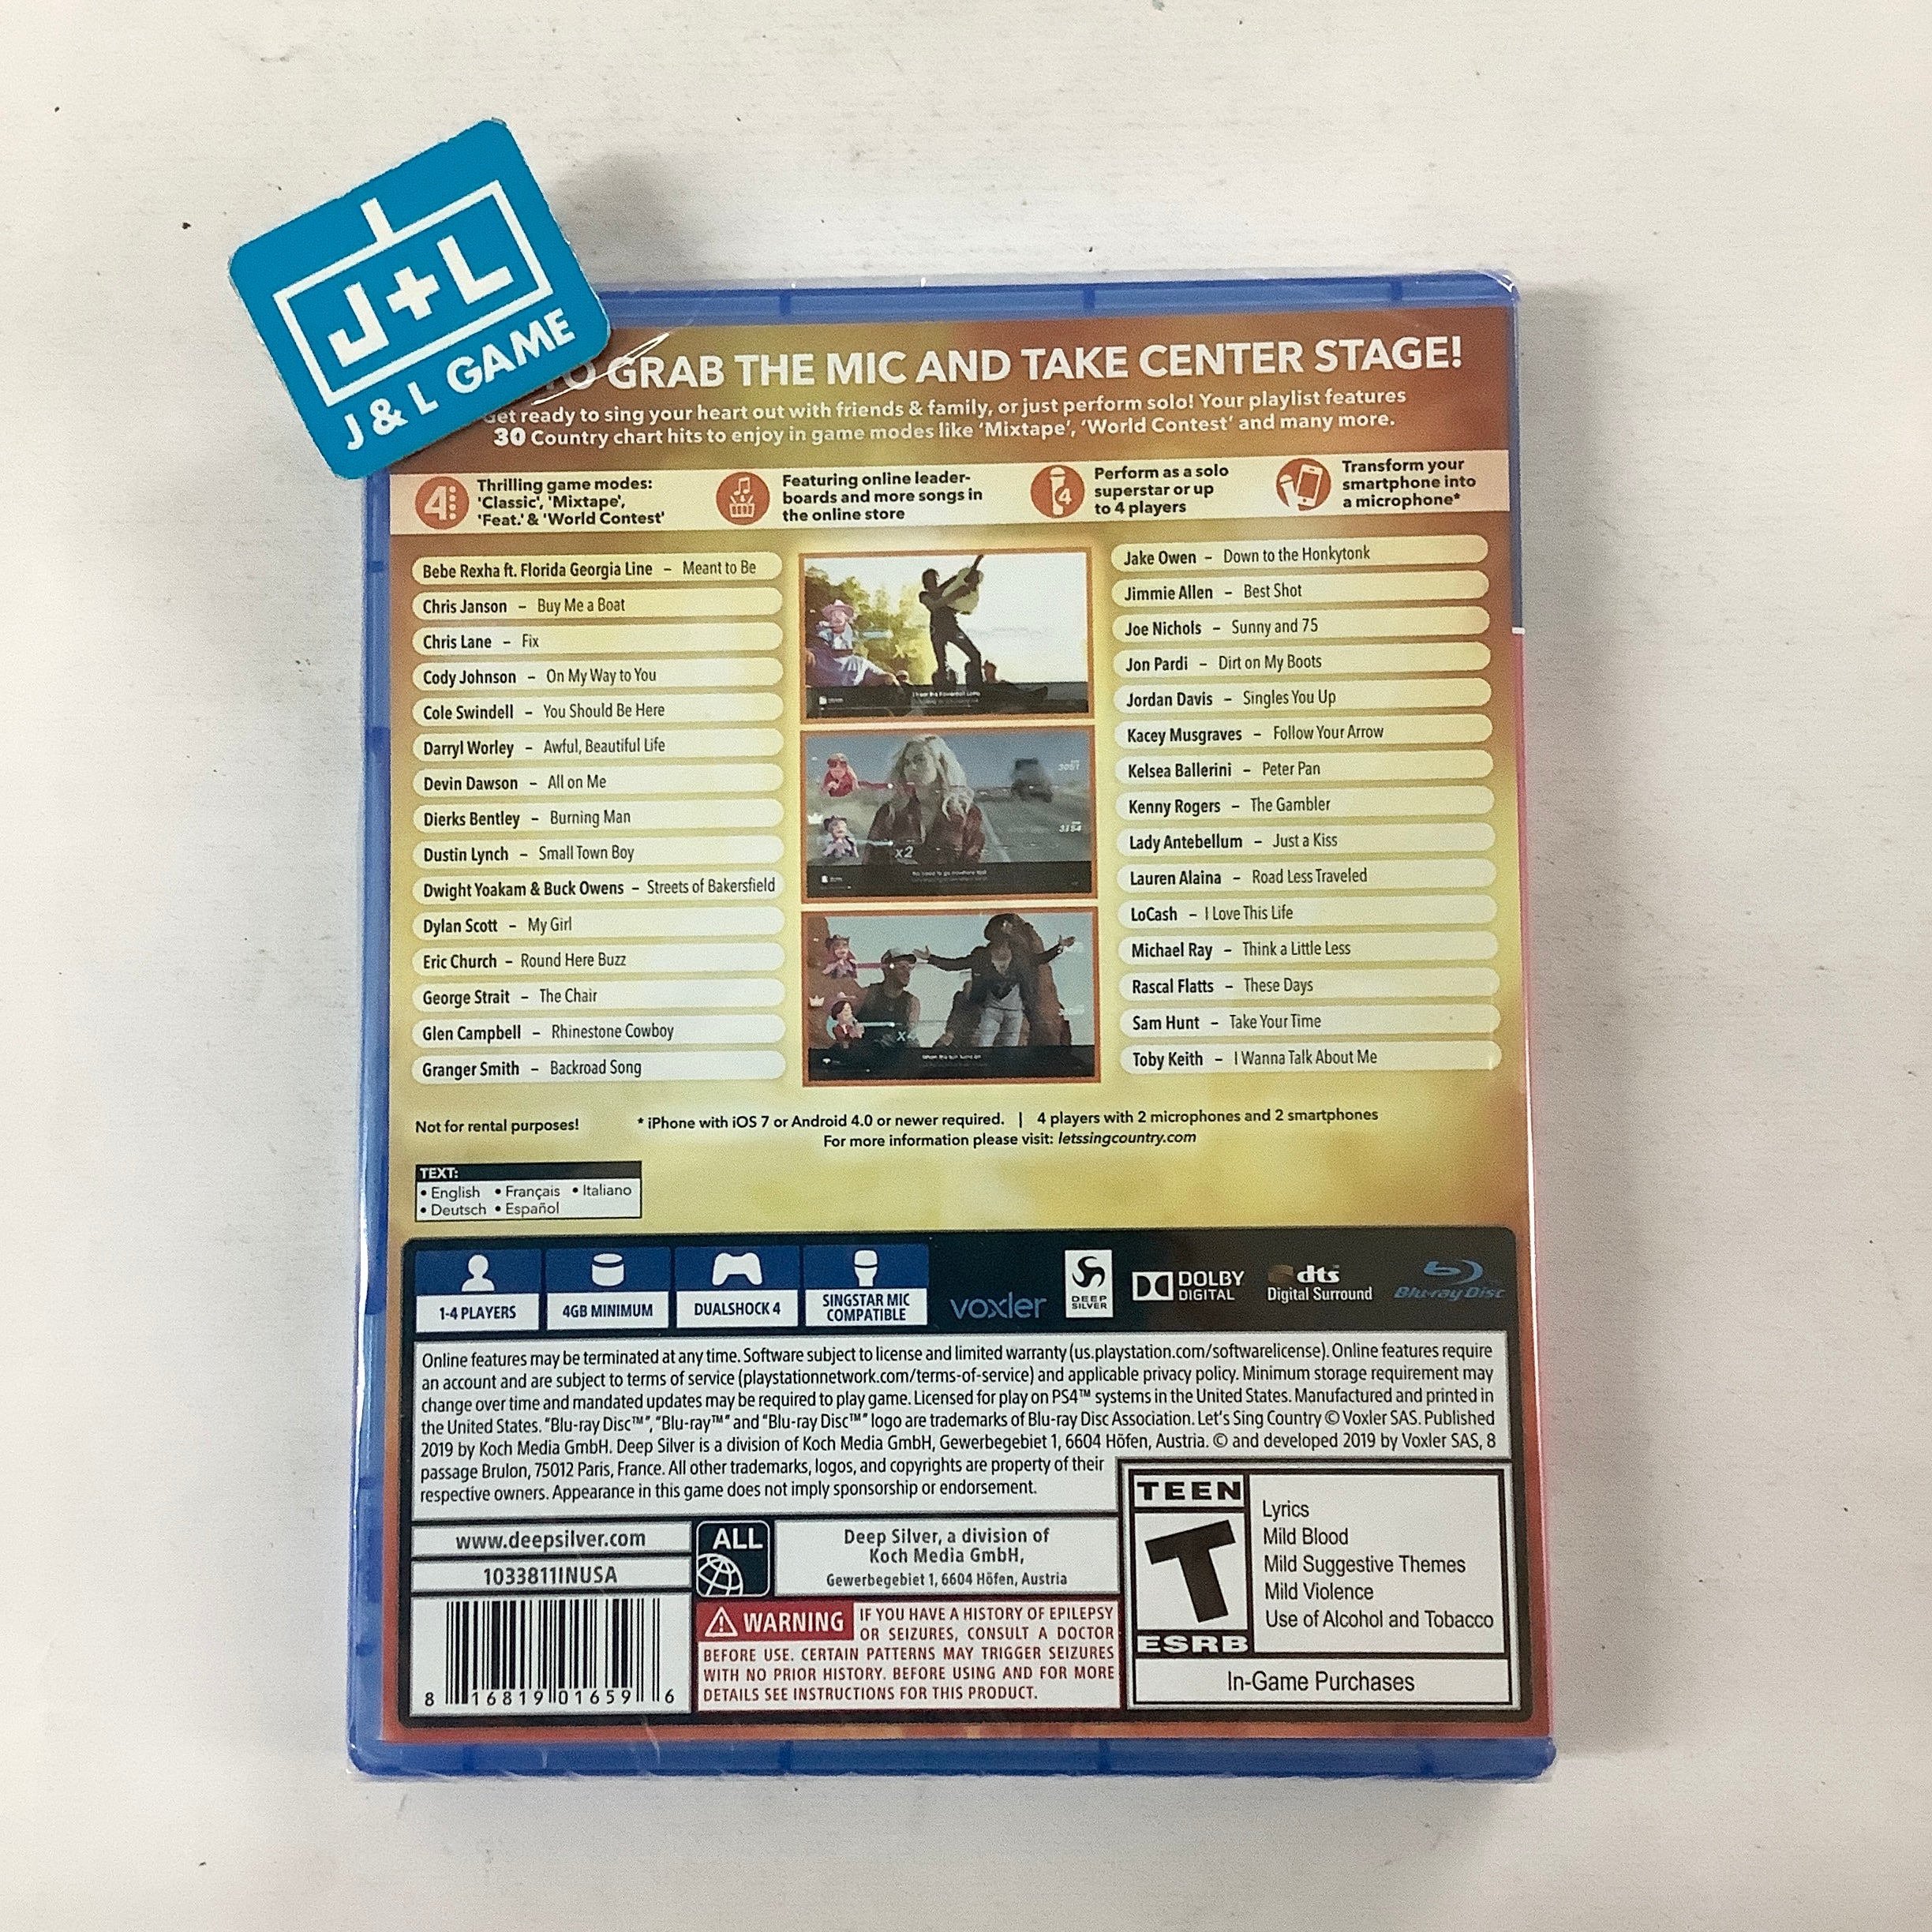 J+L
J & L GAME
TO GRAB THE MIC AND TAKE CENTER STAGE!
Get ready to sing your heart out with friends & family, or just perform solo! Your playlist features
30 Country chart hits to enjoy in game modes like 'Mixtape', 'World Contest' and many more.
4
Thrilling game modes:
'Classic', 'Mixtape',
'Feat.' & 'World Contest'
Featuring online leader-
boards and more songs in
the online store
4
Perform as a solo
superstar or up
to 4 players
Transform your
smartphone into
a microphone*
Bebe Rexha ft. Florida Georgia Line – Meant to Be
Chris Janson – Buy Me a Boat
Chris Lane – Fix
Cody Johnson – On My Way to You
Cole Swindell – You Should Be Here
Darryl Worley – Awful, Beautiful Life
Devin Dawson – All on Me
Dierks Bentley – Burning Man
Dustin Lynch – Small Town Boy
Dwight Yoakam & Buck Owens – Streets of Bakersfield
Dylan Scott – My Girl
Eric Church – Round Here Buzz
George Strait – The Chair
Glen Campbell – Rhinestone Cowboy
Granger Smith – Backroad Song
x2
Jake Owen – Down to the Honkytonk
Jimmie Allen – Best Shot
Joe Nichols – Sunny and 75
Jon Pardi – Dirt on My Boots
Jordan Davis – Singles You Up
Kacey Musgraves – Follow Your Arrow
Kelsea Ballerini – Peter Pan
Kenny Rogers – The Gambler
Lady Antebellum – Just a Kiss
Lauren Alaina – Road Less Traveled
LoCash – I Love This Life
Michael Ray – Think a Little Less
Rascal Flatts – These Days
Sam Hunt – Take Your Time
Toby Keith – I Wanna Talk About Me
Not for rental purposes!
* iPhone with iOS 7 or Android 4.0 or newer required. | 4 players with 2 microphones and 2 smartphones
For more information please visit: letssingcountry.com
TEXT:
• English • Français • Italiano
• Deutsch • Español
1-4 PLAYERS
4GB MINIMUM
DUALSHOCK 4
SINGSTAR MIC
COMPATIBLE
voxler
DEEP
SILVER
DOLBY
DIGITAL
dts
Digital Surround
Blu-ray Disc
Online features may be terminated at any time. Software subject to license and limited warranty (us.playstation.com/softwarelicense). Online features require
an account and are subject to terms of service (playstationnetwork.com/terms-of-service) and applicable privacy policy. Minimum storage requirement may
change over time and mandated updates may be required to play game. Licensed for play on PS4™ systems in the United States. Manufactured and printed in
the United States. "Blu-ray Disc™", "Blu-ray™" and "Blu-ray Disc™" logo are trademarks of Blu-ray Disc Association. Let's Sing Country © Voxler SAS. Published
2019 by Koch Media GmbH. Deep Silver is a division of Koch Media GmbH, Gewerbegebiet 1, 6604 Höfen, Austria. © and developed 2019 by Voxler SAS, 8
passage Brulon, 75012 Paris, France. All other trademarks, logos, and copyrights are property of their
respective owners. Appearance in this game does not imply sponsorship or endorsement.
www.deepsilver.com
1033811INUSA
8 16819 01659 6
ALL
Deep Silver, a division of
Koch Media GmbH,
Gewerbegebiet 1, 6604 Höfen, Austria
WARNING IF YOU HAVE A HISTORY OF EPILEPSY
OR SEIZURES, CONSULT A DOCTOR
BEFORE USE. CERTAIN PATTERNS MAY TRIGGER SEIZURES
WITH NO PRIOR HISTORY. BEFORE USING AND FOR MORE
DETAILS SEE INSTRUCTIONS FOR THIS PRODUCT.
TEEN
T
ESRB
Lyrics
Mild Blood
Mild Suggestive Themes
Mild Violence
Use of Alcohol and Tobacco
In-Game Purchases